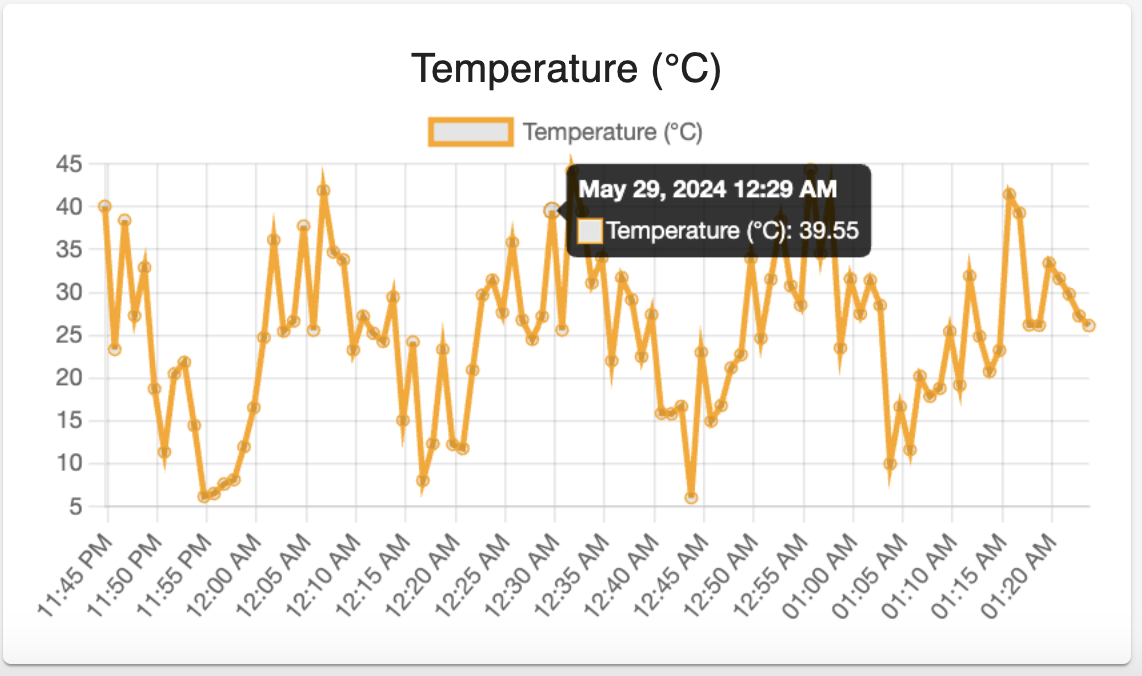 Temperature (°C)
Temperature (°C)
45
40
35
30
25
20
15
10
5
May 29, 2024 12:29 AM
Temperature (°C): 39.55
11:45 PM
11:50 PM
11:55 PM
12:00 AM
12:05 AM
12:10 AM
12:15 AM
12:20 AM
12:25 AM
12:30 AM
12:35 AM
12:40 AM
12:45 AM
12:50 AM
12:55 AM
01:00 AM
01:05 AM
01:10 AM
01:15 AM
01:20 AM